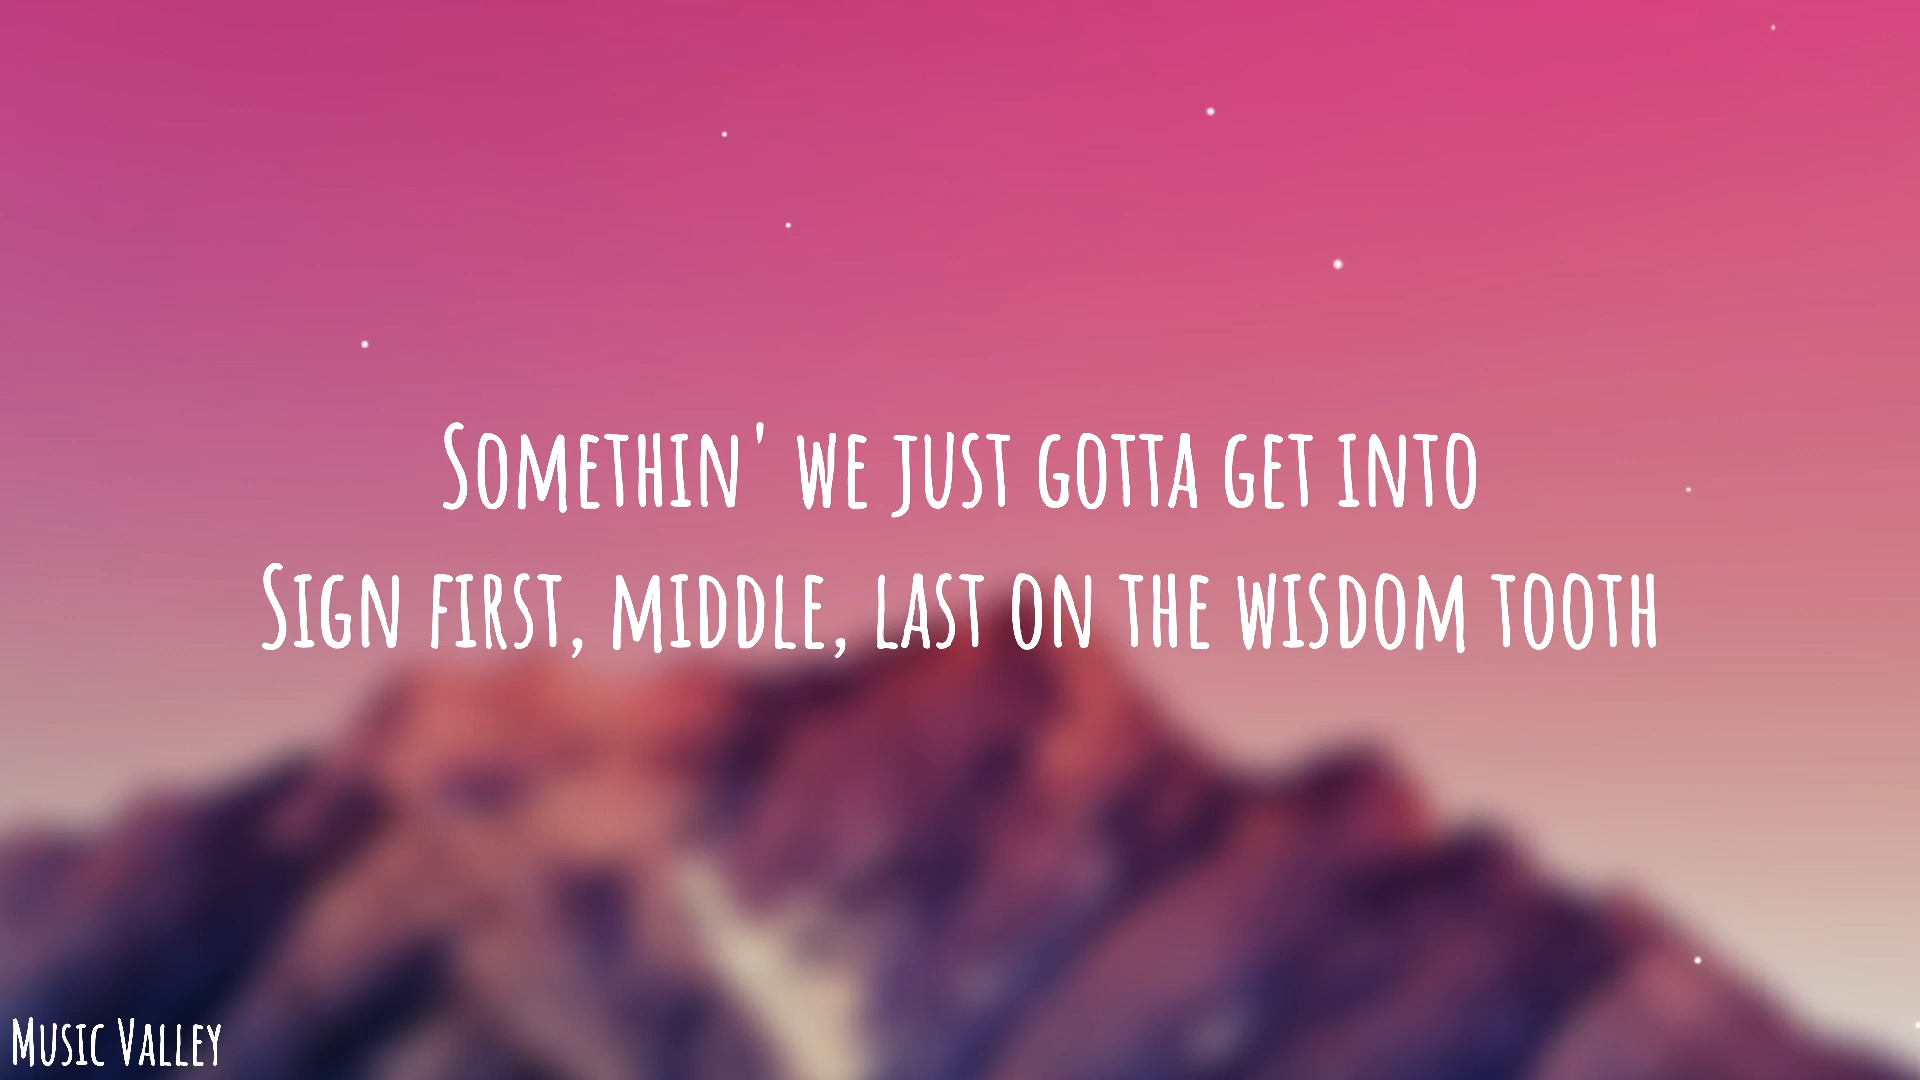 Somethin' we just gotta get into
Sign first, middle, last on the wisdom tooth
Music Valley